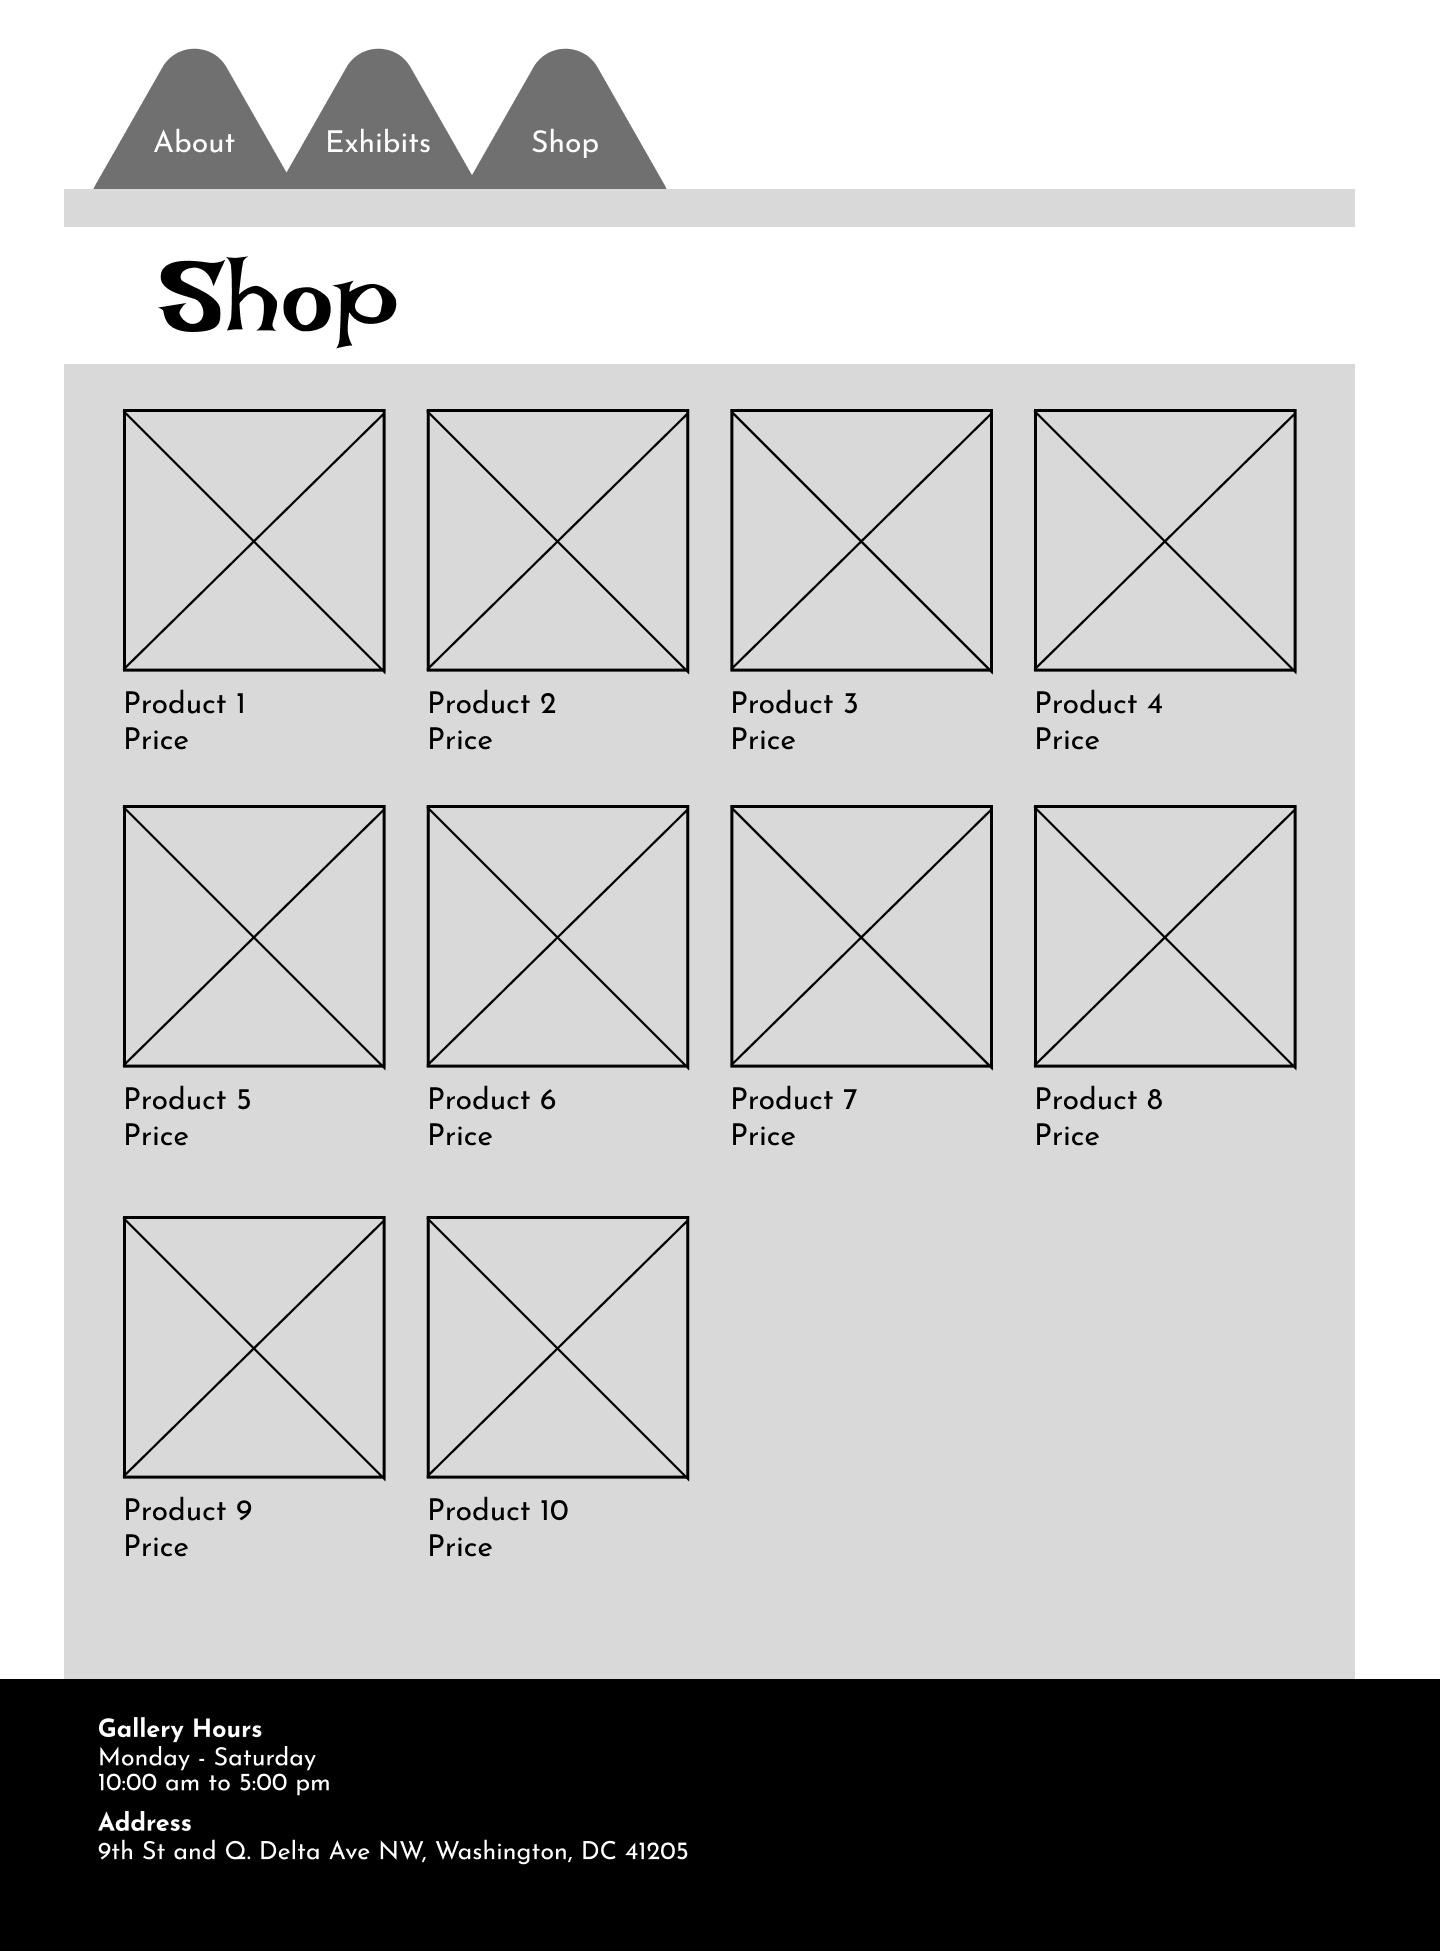 About Exhibits Shop
Shop
Product 1 Product 2 Product 3 Product 4
Price Price Price Price
Product 5 Product 6 Product 7 Product 8
Price Price Price Price
Product 9 Product 10
Price Price
Gallery Hours
Monday - Saturday
10:00 am to 5:00 pm
Address
9th St and Q. Delta Ave NW, Washington, DC 41205